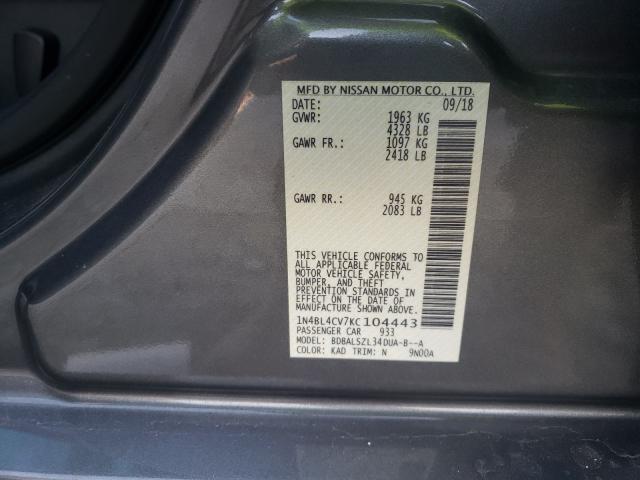 MFD BY NISSAN MOTOR CO., LTD.
DATE: 09/18
GVWR: 1963 KG
4328 LB
GAWR FR.: 1097 KG
2418 LB
GAWR RR.: 945 KG
2083 LB
THIS VEHICLE CONFORMS TO
ALL APPLICABLE FEDERAL
MOTOR VEHICLE SAFETY,
BUMPER, AND THEFT
PREVENTION STANDARDS IN
EFFECT ON THE DATE OF
MANUFACTURE SHOWN ABOVE.
1N4BL4CV7KC104443
PASSENGER CAR 933
MODEL: BDBALSZL34DUA-B--A
COLOR: KAD TRIM: N 9N00A